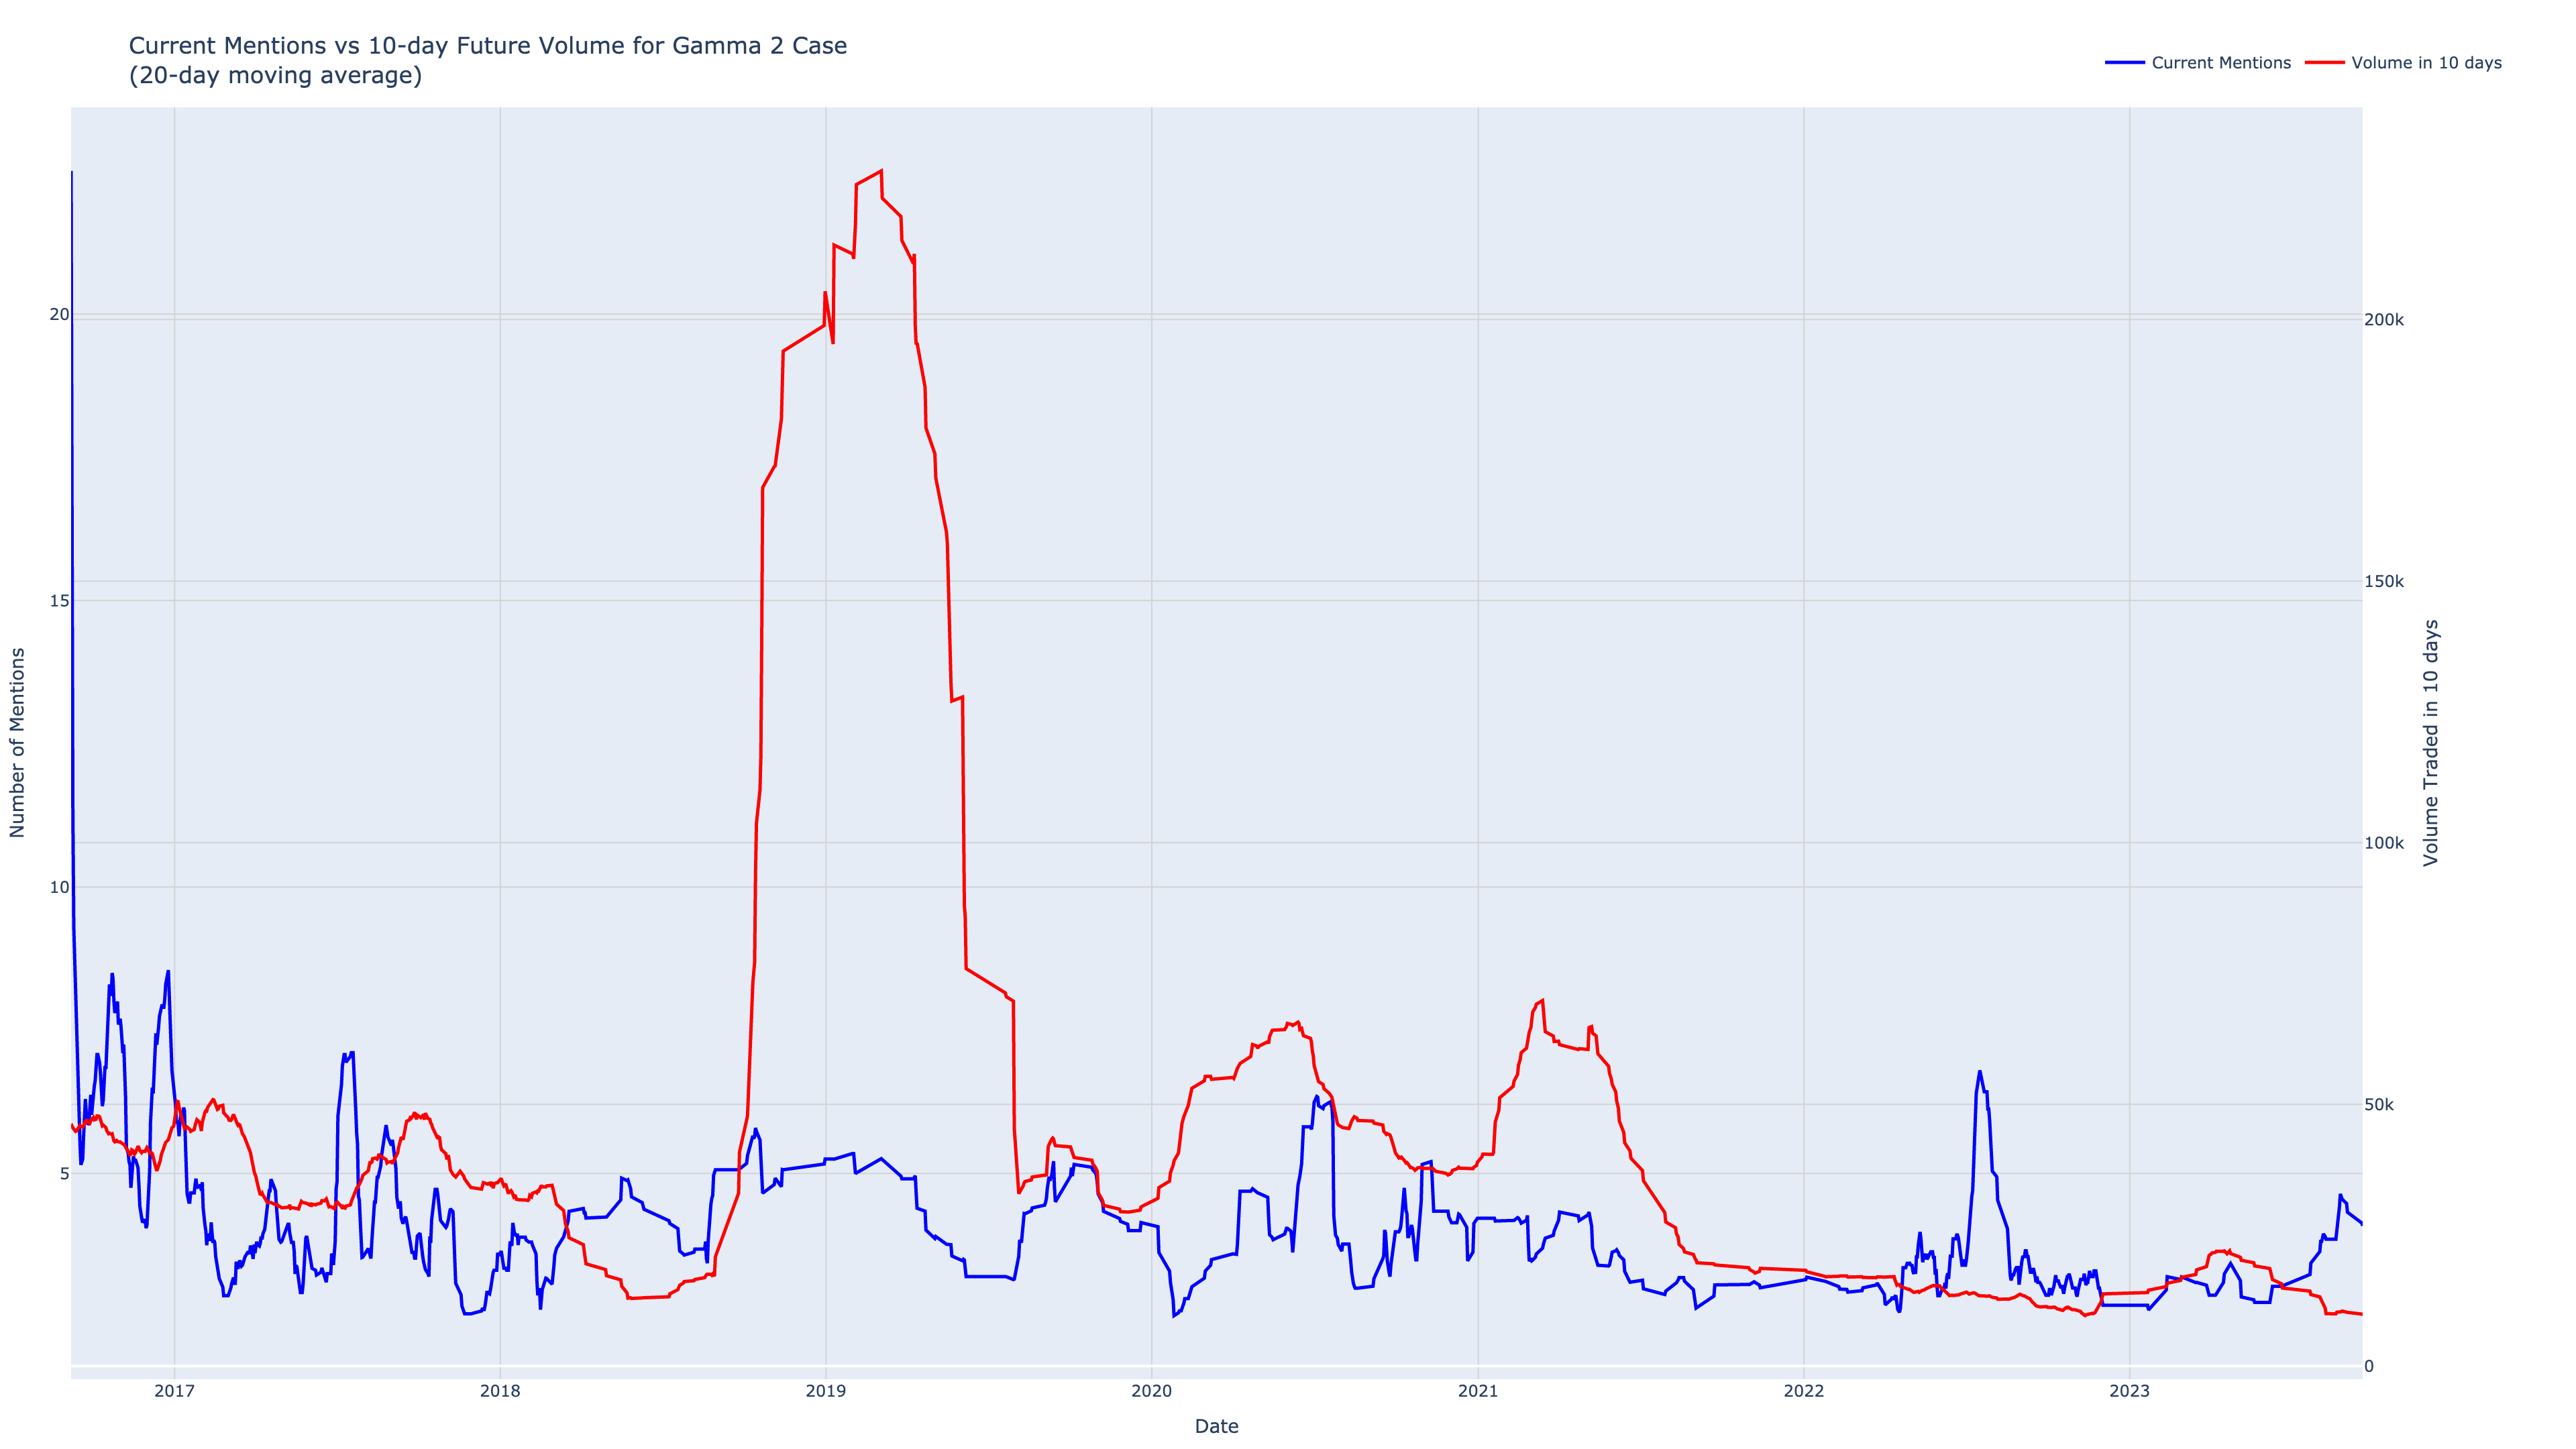 Current Mentions vs 10-day Future Volume for Gamma 2 Case
(20-day moving average)
Current Mentions
Volume in 10 days
20
15
10
5
Number of Mentions
200k
150k
100k
50k
0
Volume Traded in 10 days
2017
2018
2019
2020
2021
2022
2023
Date